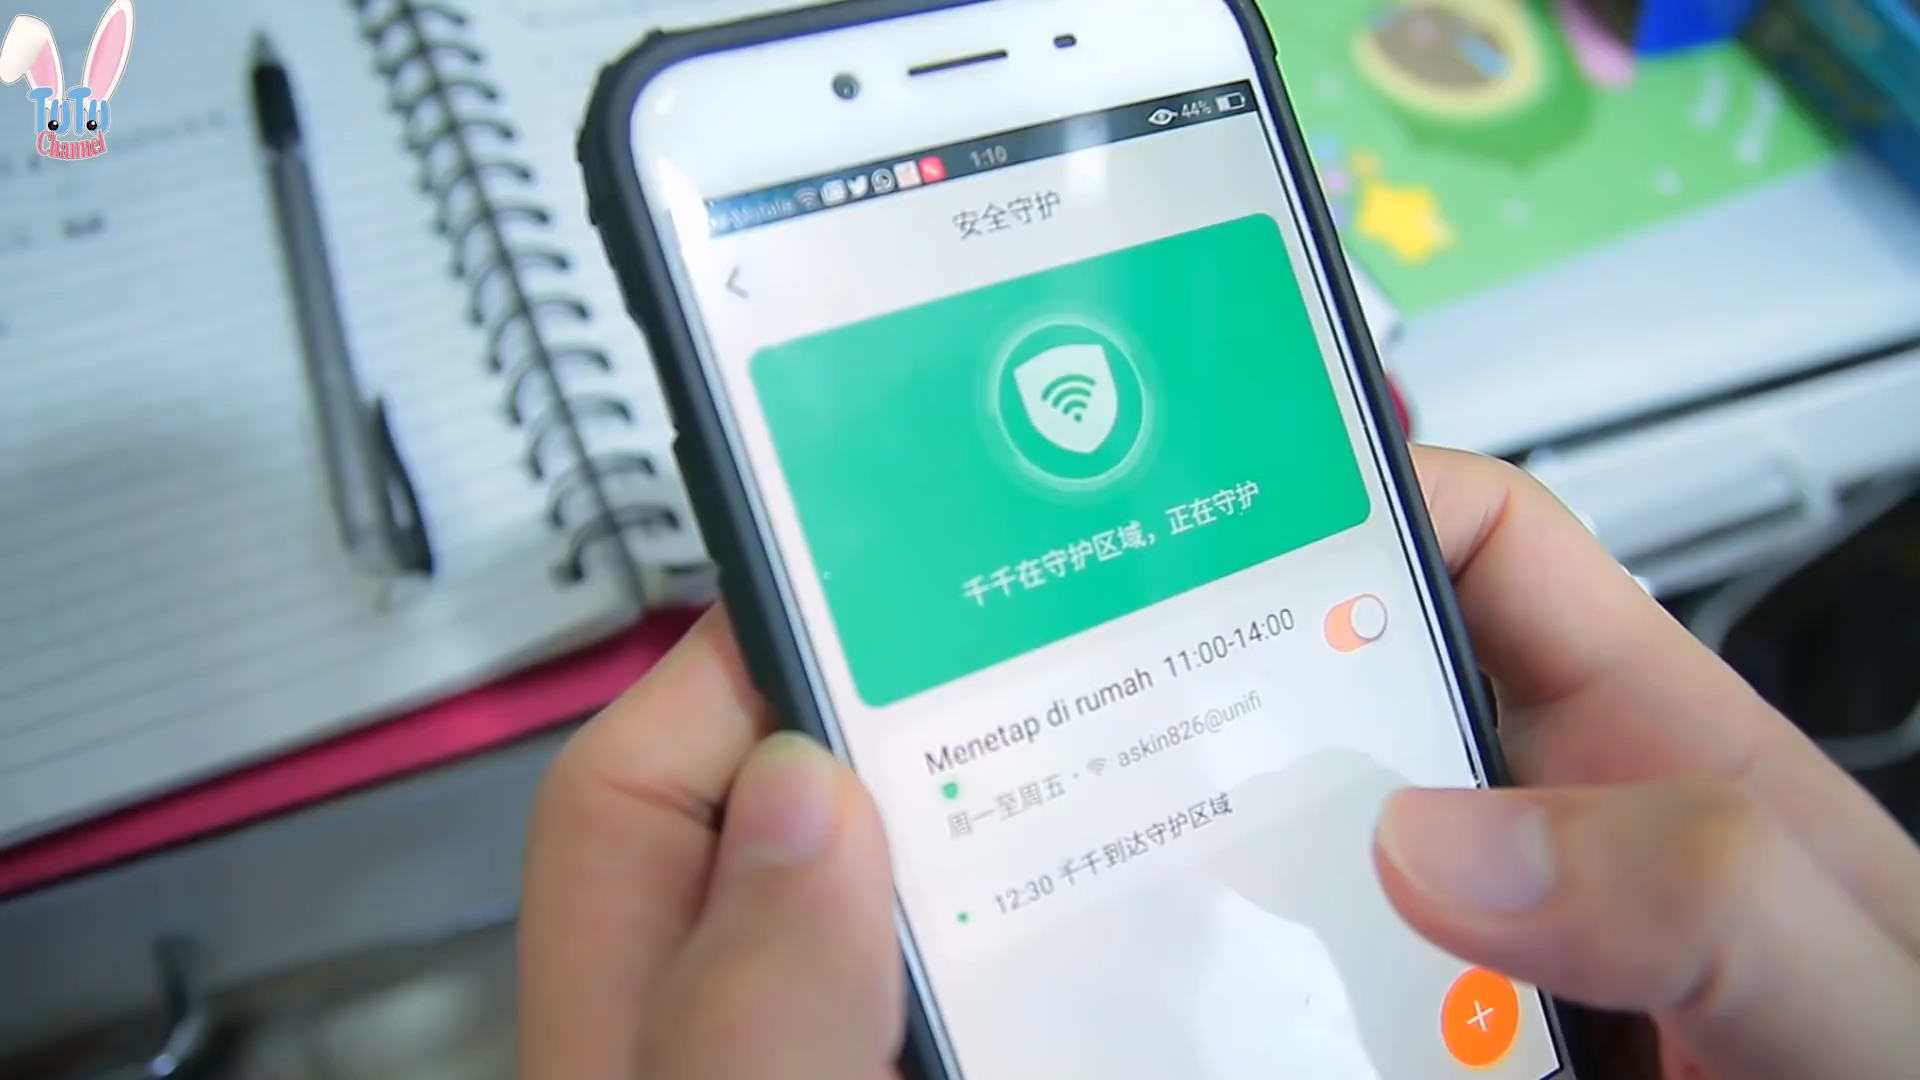 TuTu
Channel
1:10
44%
安全守护
千千在守护区域，正在守护
Menetap di rumah 11:00-14:00
周一至周五 · askin826@unifi
12:30 千千到达守护区域